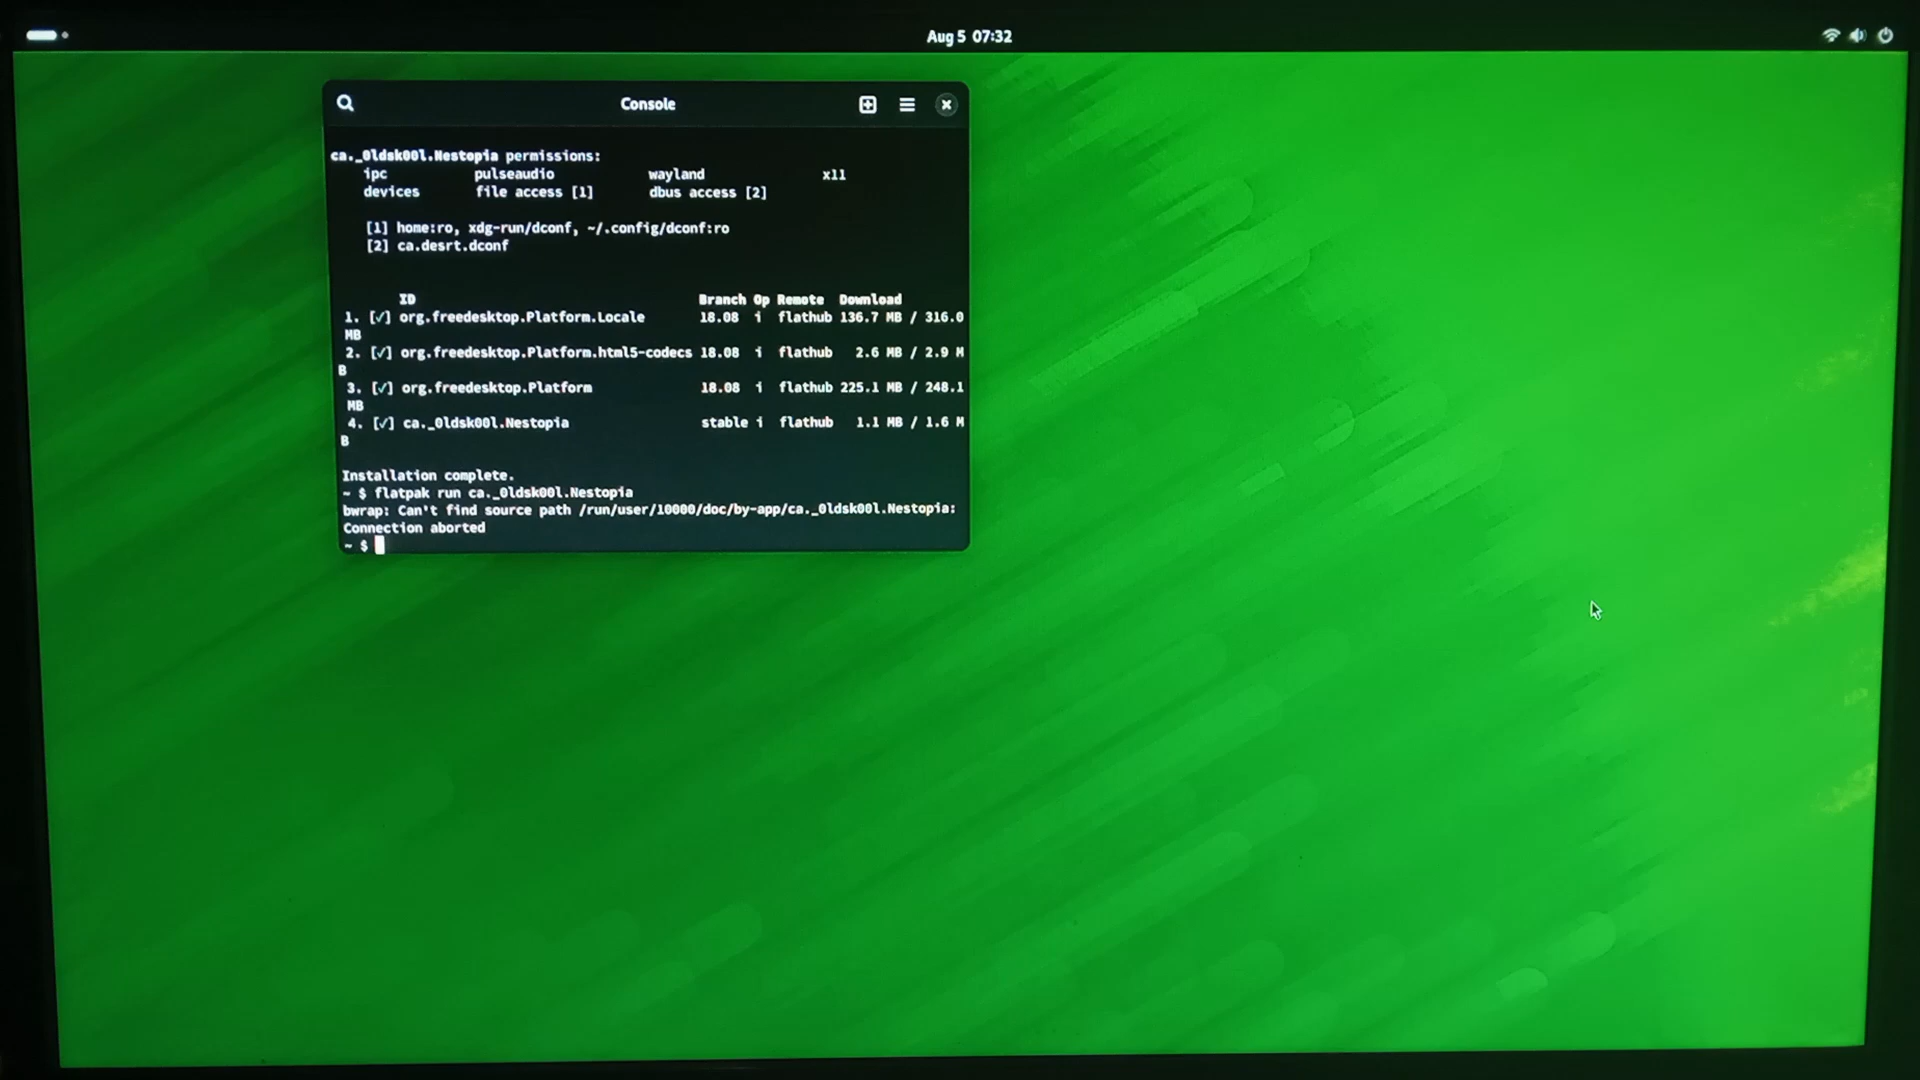 Aug 5 07:32
Console
ca._0ldsk00l.Nestopia permissions:
ipc pulseaudio wayland x11
devices file access [1] dbus access [2]
[1] home:ro, xdg-run/dconf, ~/.config/dconf:ro
[2] ca.desrt.dconf
ID Branch Op Remote Download
1. [✓] org.freedesktop.Platform.Locale 18.08 i flathub 136.7 MB / 316.0
MB
2. [✓] org.freedesktop.Platform.html5-codecs 18.08 i flathub 2.6 MB / 2.9 M
B
3. [✓] org.freedesktop.Platform 18.08 i flathub 225.1 MB / 248.1
MB
4. [✓] ca._0ldsk00l.Nestopia stable i flathub 1.1 MB / 1.6 M
B
Installation complete.
~ $ flatpak run ca._0ldsk00l.Nestopia
bwrap: Can't find source path /run/user/10000/doc/by-app/ca._0ldsk00l.Nestopia:
Connection aborted
~ $